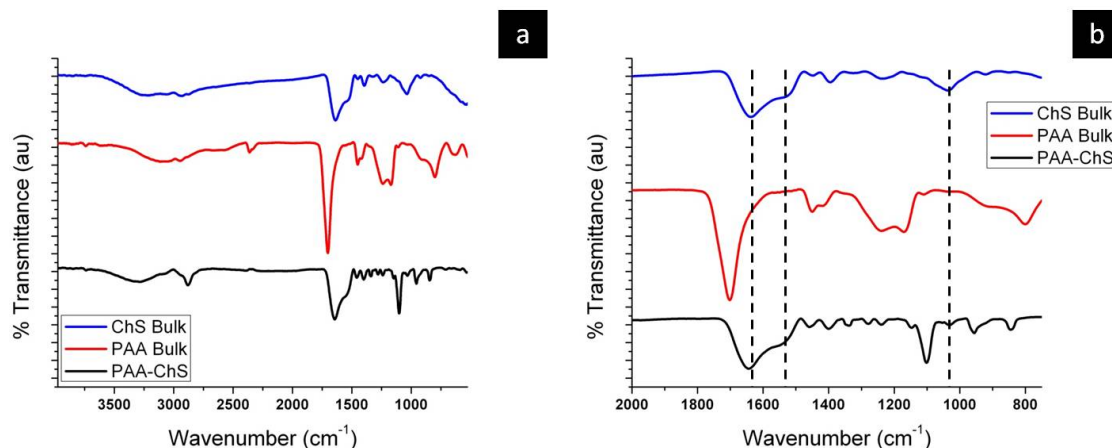 a
% Transmittance (au)
ChS Bulk
PAA Bulk
PAA-ChS
3500 3000 2500 2000 1500 1000
Wavenumber (cm⁻¹)
b
% Transmittance (au)
ChS Bulk
PAA Bulk
PAA-ChS
2000 1800 1600 1400 1200 1000 800
Wavenumber (cm⁻¹)